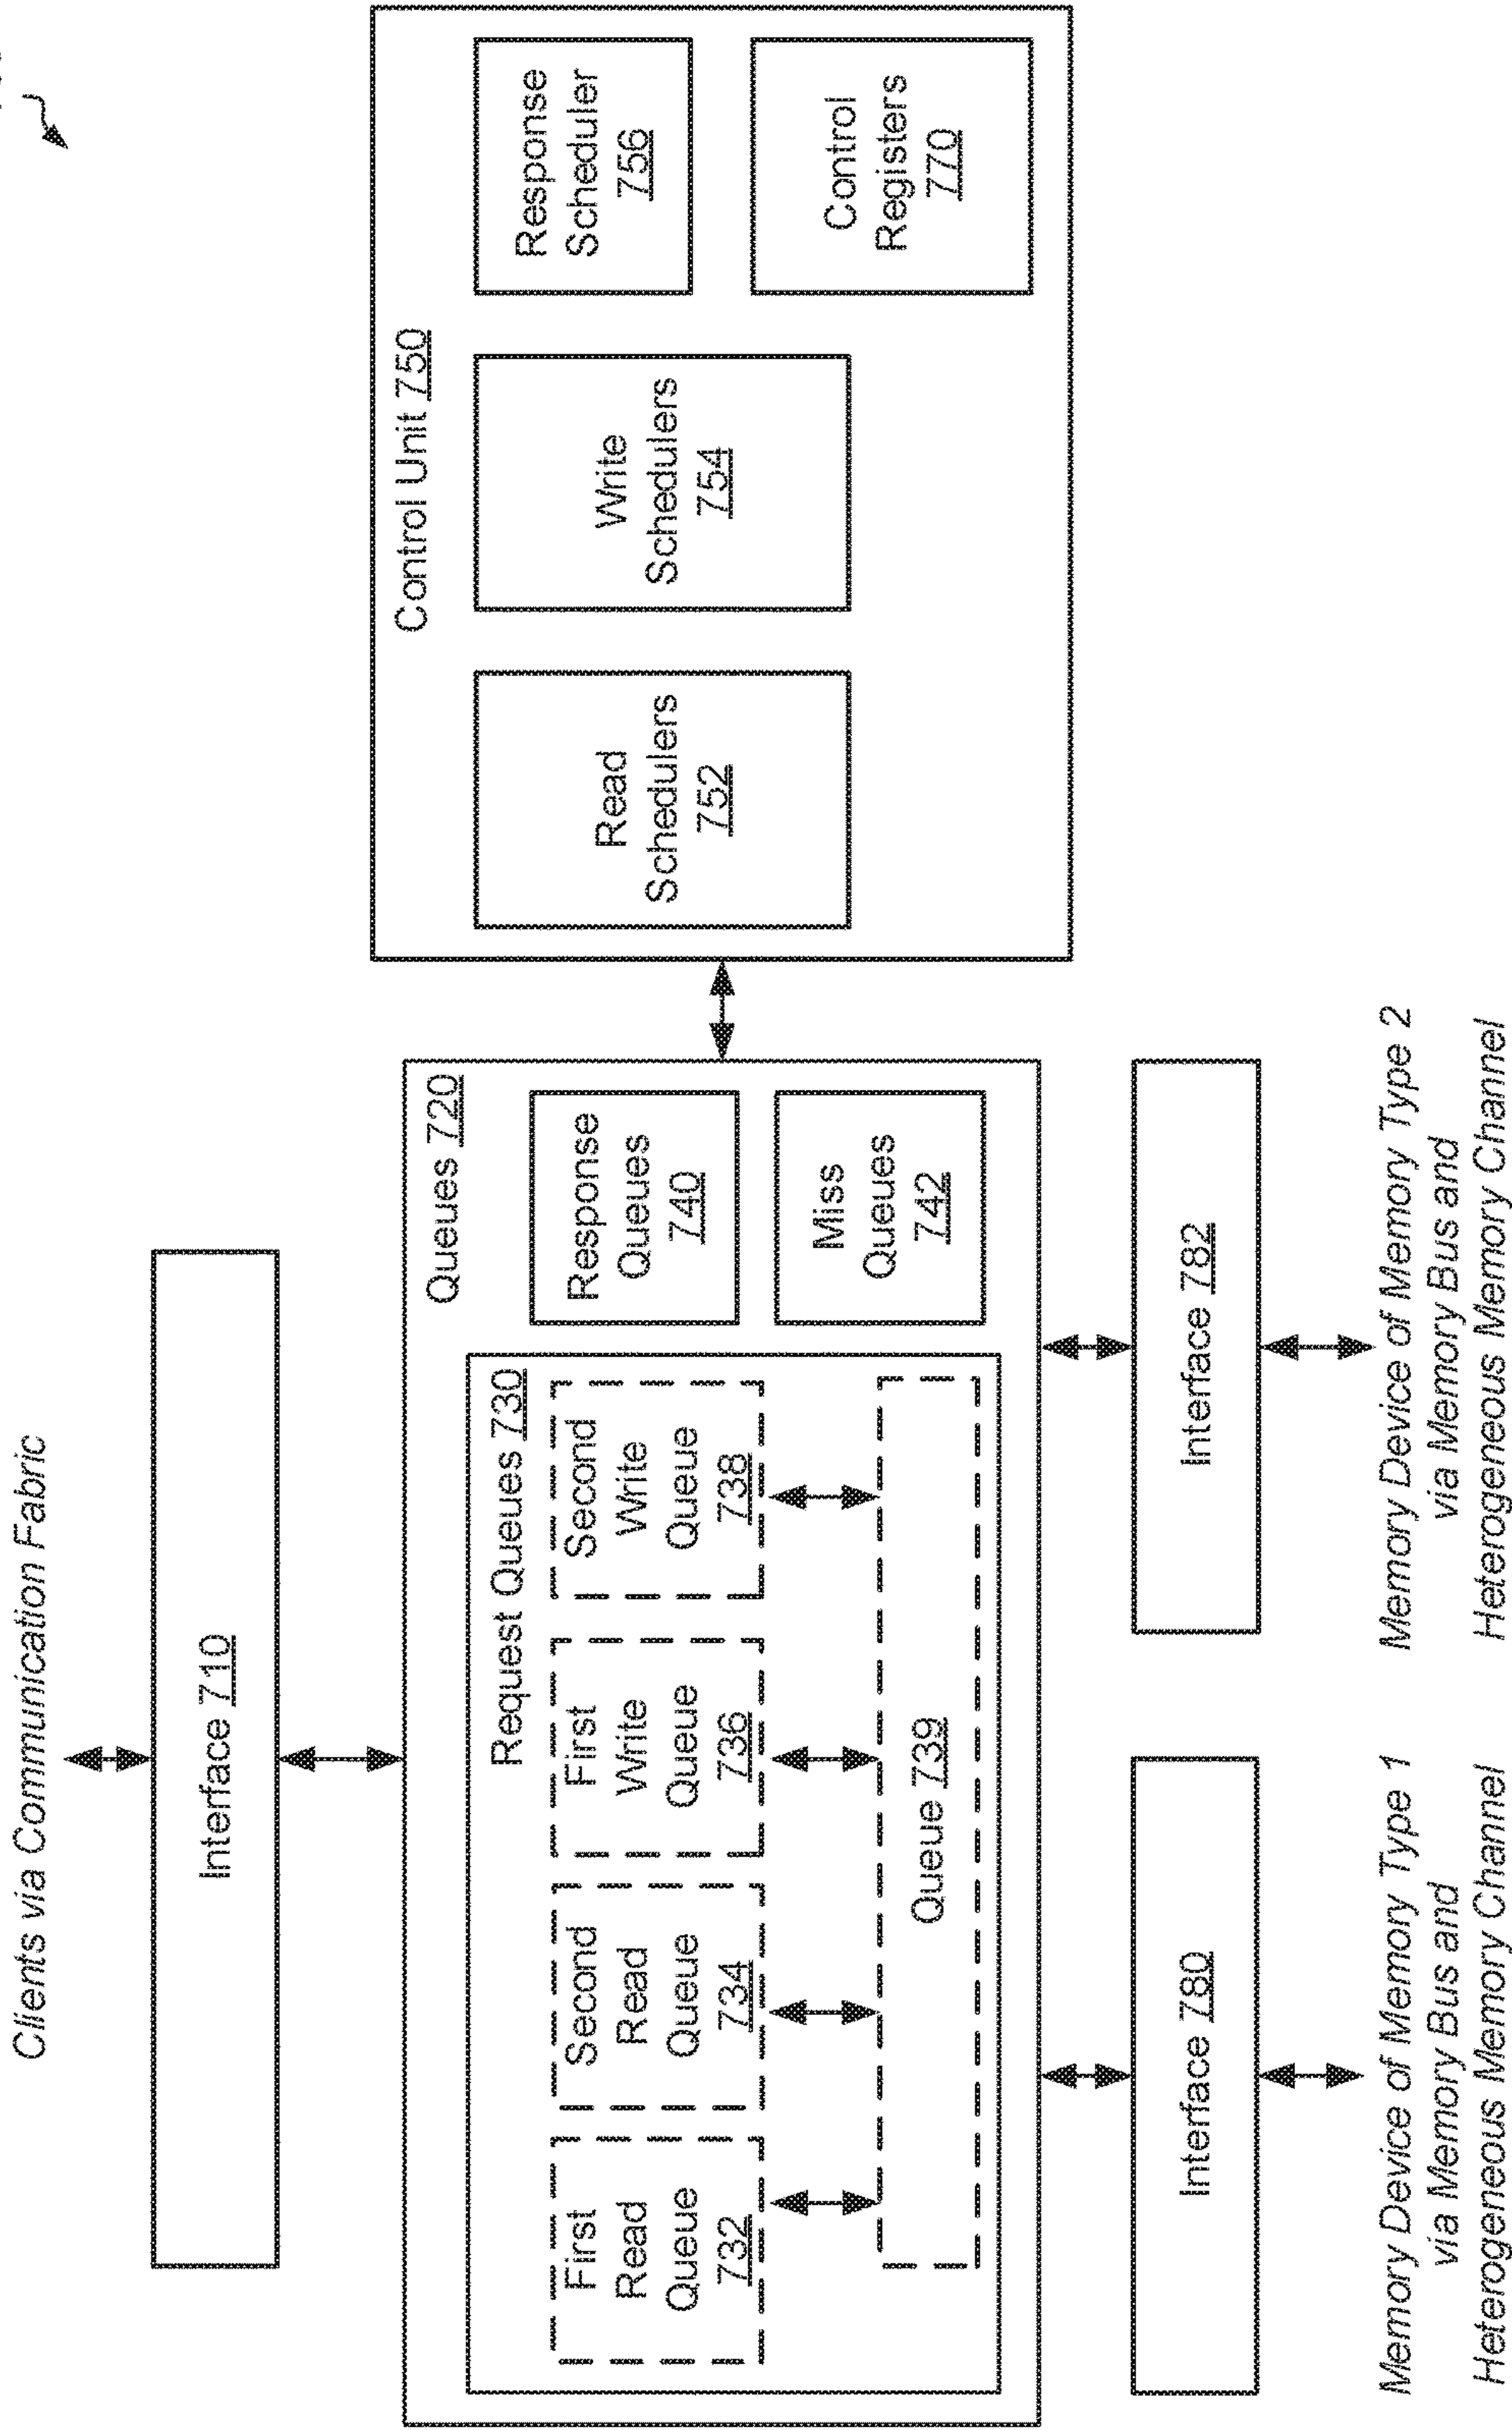 Clients via Communication Fabric
Interface 710
Queues 720
Request Queues 730
First
Read
Queue
732
Second
Read
Queue
734
First
Write
Queue
736
Second
Write
Queue
738
Queue 739
Response
Queues
740
Miss
Queues
742
Control Unit 750
Read
Schedulers
752
Write
Schedulers
754
Response
Scheduler
756
Control
Registers
770
Interface 780
Interface 782
Memory Device of Memory Type 1
via Memory Bus and
Heterogeneous Memory Channel
Memory Device of Memory Type 2
via Memory Bus and
Heterogeneous Memory Channel